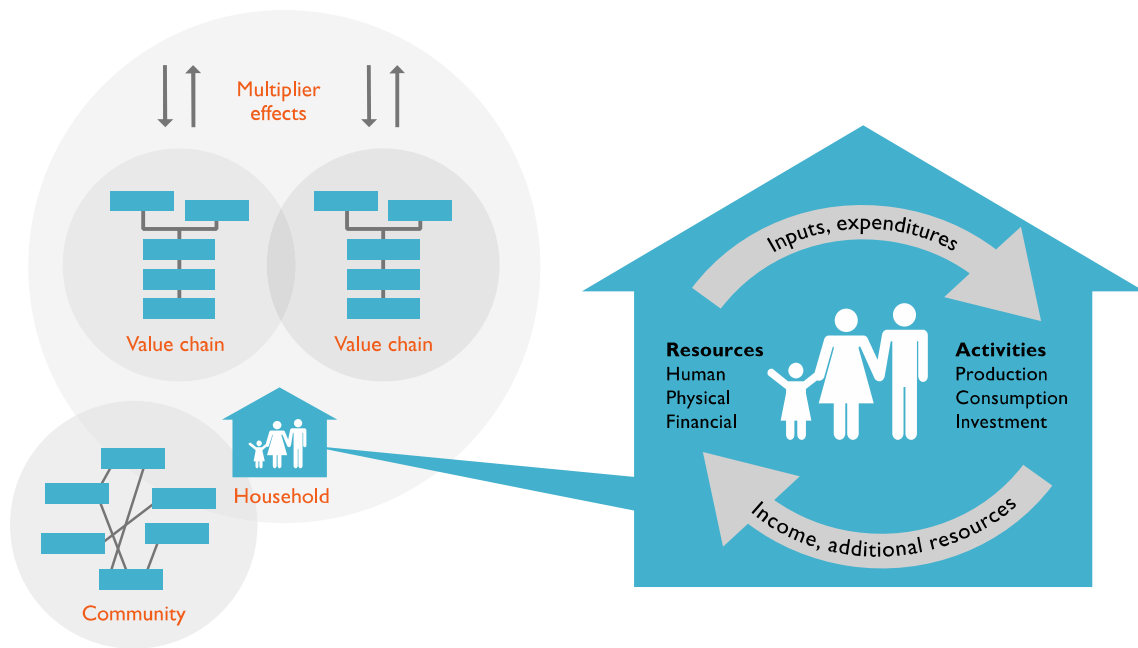 Multiplier
effects
Value chain
Value chain
Household
Community
Inputs, expenditures
Resources
Human
Physical
Financial
Activities
Production
Consumption
Investment
Income, additional resources